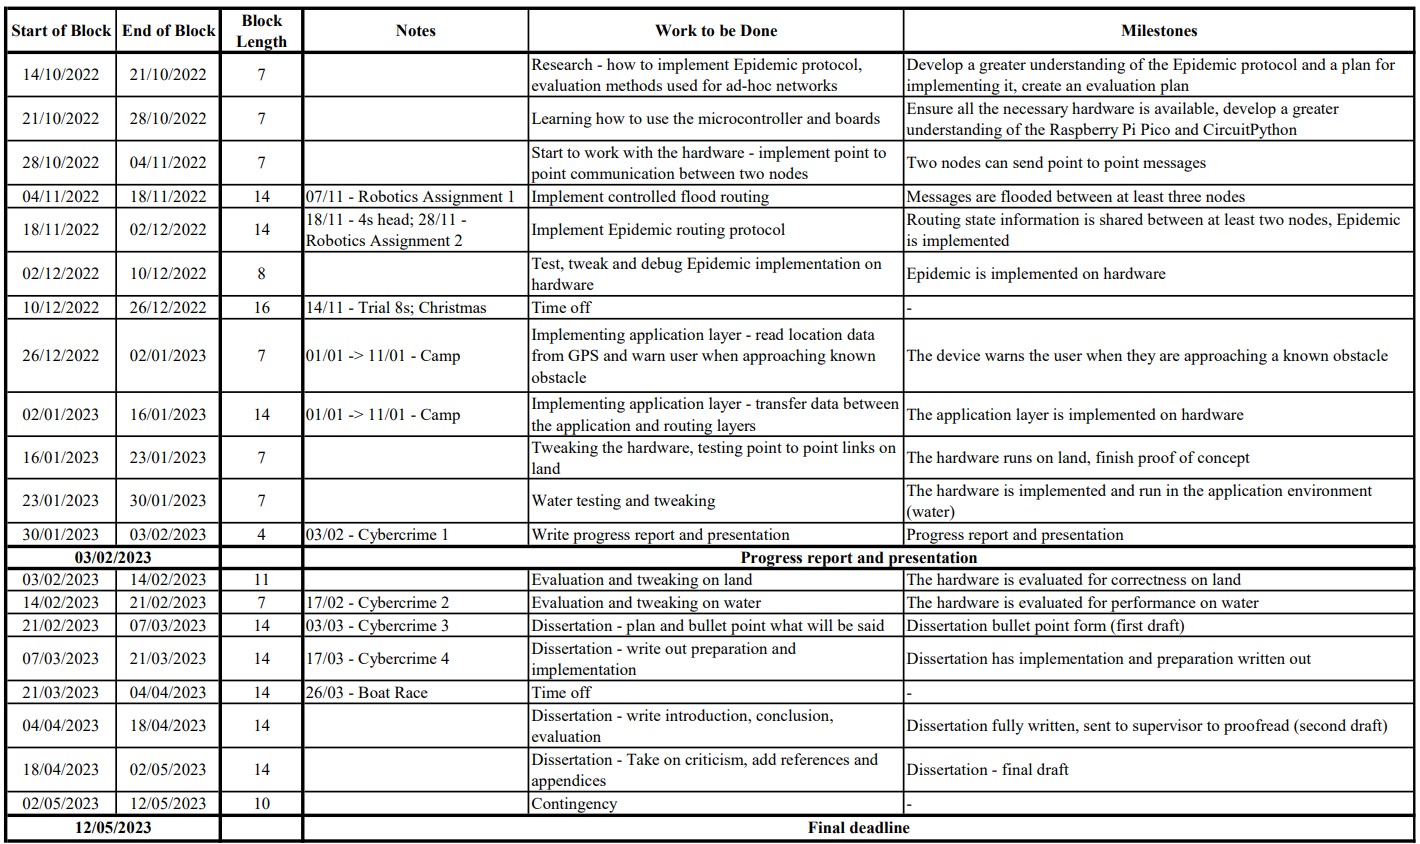 Start of Block End of Block Block Length Notes Work to be Done Milestones
14/10/2022 21/10/2022 7 Research - how to implement Epidemic protocol, evaluation methods used for ad-hoc networks Develop a greater understanding of the Epidemic protocol and a plan for implementing it, create an evaluation plan
21/10/2022 28/10/2022 7 Learning how to use the microcontroller and boards Ensure all the necessary hardware is available, develop a greater understanding of the Raspberry Pi Pico and CircuitPython
28/10/2022 04/11/2022 7 Start to work with the hardware - implement point to point communication between two nodes Two nodes can send point to point messages
04/11/2022 18/11/2022 14 07/11 - Robotics Assignment 1 Implement controlled flood routing Messages are flooded between at least three nodes
18/11/2022 02/12/2022 14 18/11 - 4s head; 28/11 - Robotics Assignment 2 Implement Epidemic routing protocol Routing state information is shared between at least two nodes, Epidemic is implemented
02/12/2022 10/12/2022 8 Test, tweak and debug Epidemic implementation on hardware Epidemic is implemented on hardware
10/12/2022 26/12/2022 16 14/11 - Trial 8s; Christmas Time off -
26/12/2022 02/01/2023 7 01/01 -> 11/01 - Camp Implementing application layer - read location data from GPS and warn user when approaching known obstacle The device warns the user when they are approaching a known obstacle
02/01/2023 16/01/2023 14 01/01 -> 11/01 - Camp Implementing application layer - transfer data between the application and routing layers The application layer is implemented on hardware
16/01/2023 23/01/2023 7 Tweaking the hardware, testing point to point links on land The hardware runs on land, finish proof of concept
23/01/2023 30/01/2023 7 Water testing and tweaking The hardware is implemented and run in the application environment (water)
30/01/2023 03/02/2023 4 03/02 - Cybercrime 1 Write progress report and presentation Progress report and presentation
03/02/2023 Progress report and presentation
03/02/2023 14/02/2023 11 Evaluation and tweaking on land The hardware is evaluated for correctness on land
14/02/2023 21/02/2023 7 17/02 - Cybercrime 2 Evaluation and tweaking on water The hardware is evaluated for performance on water
21/02/2023 07/03/2023 14 03/03 - Cybercrime 3 Dissertation - plan and bullet point what will be said Dissertation bullet point form (first draft)
07/03/2023 21/03/2023 14 17/03 - Cybercrime 4 Dissertation - write out preparation and implementation Dissertation has implementation and preparation written out
21/03/2023 04/04/2023 14 26/03 - Boat Race Time off -
04/04/2023 18/04/2023 14 Dissertation - write introduction, conclusion, evaluation Dissertation fully written, sent to supervisor to proofread (second draft)
18/04/2023 02/05/2023 14 Dissertation - Take on criticism, add references and appendices Dissertation - final draft
02/05/2023 12/05/2023 10 Contingency -
12/05/2023 Final deadline